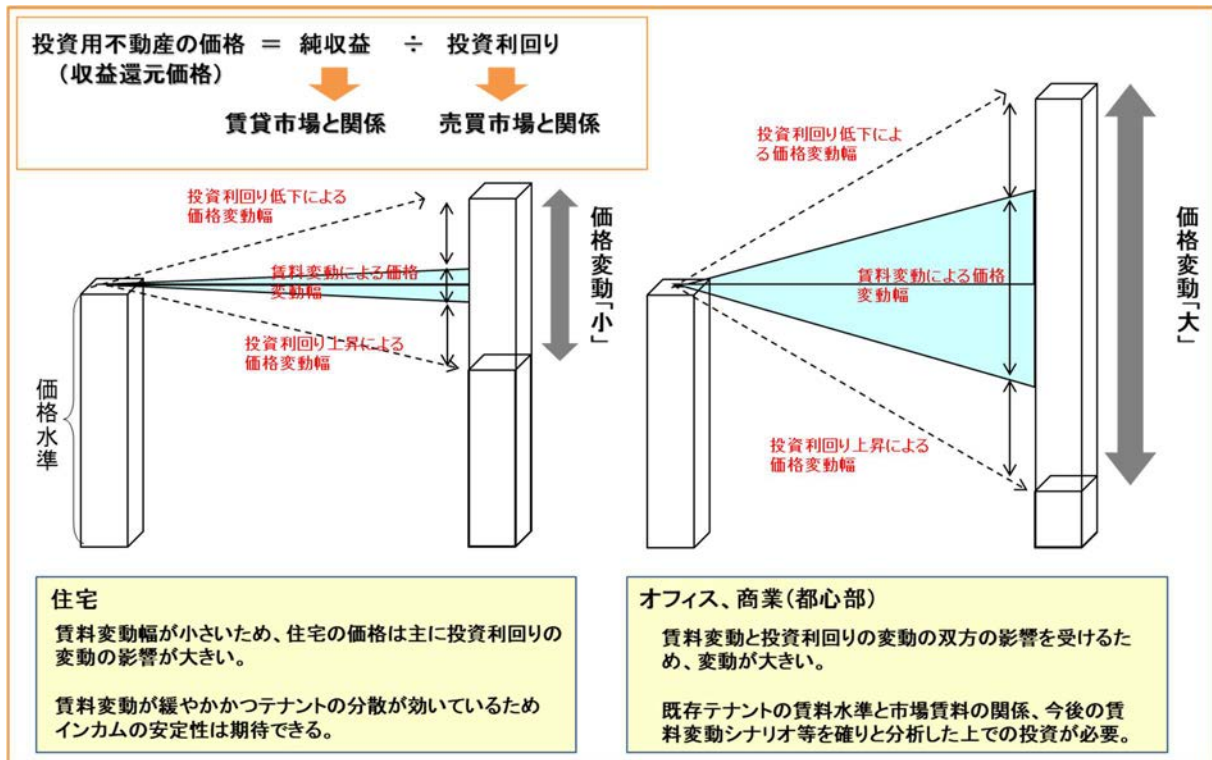 投資用不動産の価格 ＝ 純収益 ÷ 投資利回り
（収益還元価格）
賃貸市場と関係 売買市場と関係
投資利回り低下による
価格変動幅
賃料変動による価格
変動幅
投資利回り上昇による
価格変動幅
価格水準
価格変動「小」
投資利回り低下によ
る価格変動幅
賃料変動による価格
変動幅
投資利回り上昇による
価格変動幅
価格変動「大」
住宅
賃料変動幅が小さいため、住宅の価格は主に投資利回りの
変動の影響が大きい。
賃料変動が緩やかかつテナントの分散が効いているため
インカムの安定性は期待できる。
オフィス、商業（都心部）
賃料変動と投資利回りの変動の双方の影響を受けるた
め、変動が大きい。
既存テナントの賃料水準と市場賃料の関係、今後の賃
料変動シナリオ等を確りと分析した上での投資が必要。